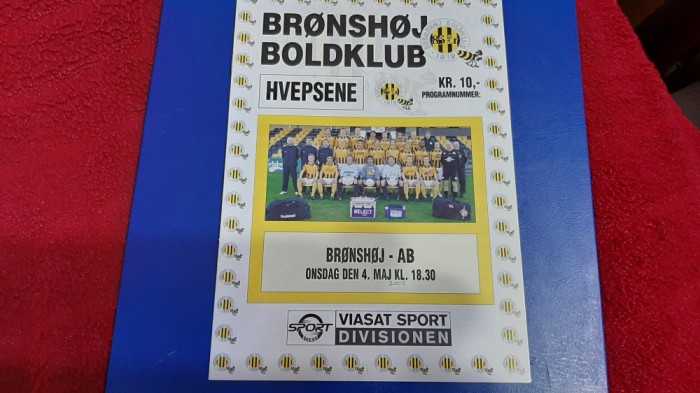 BRØNSHØJ
BOLDKLUB
HVEPSENE
KR. 10,-
PROGRAMNUMMER:
SELECT
BRØNSHØJ - AB
ONSDAG DEN 4. MAJ KL. 18.30
SPORT
VIASAT SPORT
DIVISIONEN